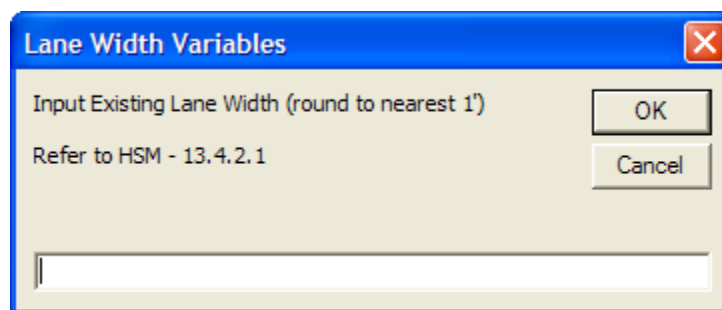 Lane Width Variables
Input Existing Lane Width (round to nearest 1')
OK
Refer to HSM - 13.4.2.1
Cancel